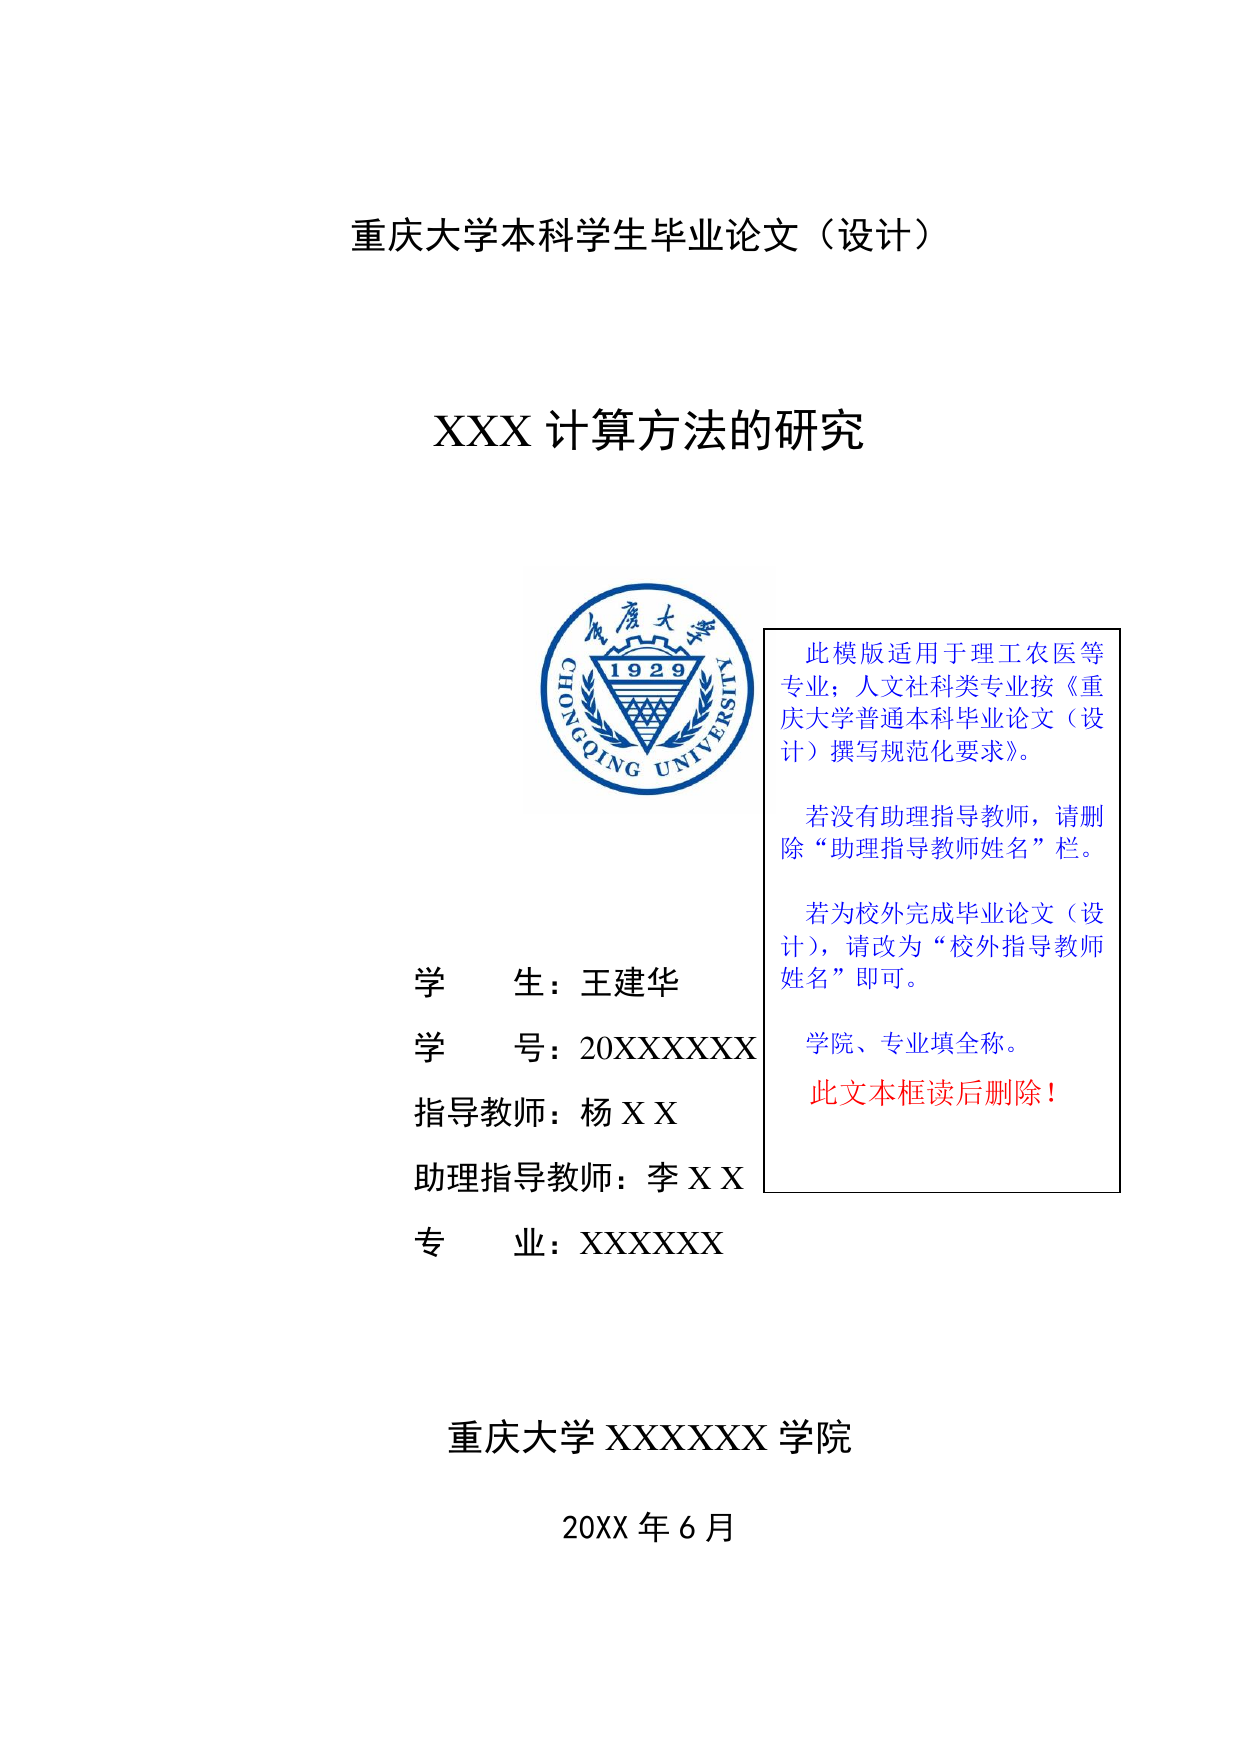 重庆大学本科学生毕业论文（设计）
XXX 计算方法的研究
重庆大学
1929
CHONGQING UNIVERSITY
此模版适用于理工农医等
专业；人文社科类专业按《重
庆大学普通本科毕业论文（设
计）撰写规范化要求》。
若没有助理指导教师，请删
除“助理指导教师姓名”栏。
若为校外完成毕业论文（设
计），请改为“校外指导教师
姓名”即可。
学院、专业填全称。
此文本框读后删除！
学　　生：王建华
学　　号：20XXXXXX
指导教师：杨 X X
助理指导教师：李 X X
专　　业：XXXXXX
重庆大学 XXXXXX 学院
20XX 年 6 月